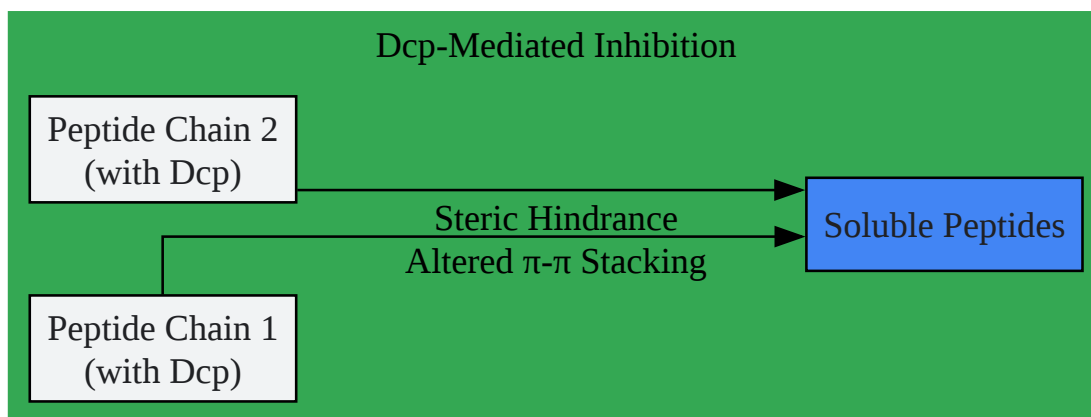 Dcp-Mediated Inhibition
Peptide Chain 2
(with Dcp)
Steric Hindrance
Altered π-π Stacking
Soluble Peptides
Peptide Chain 1
(with Dcp)